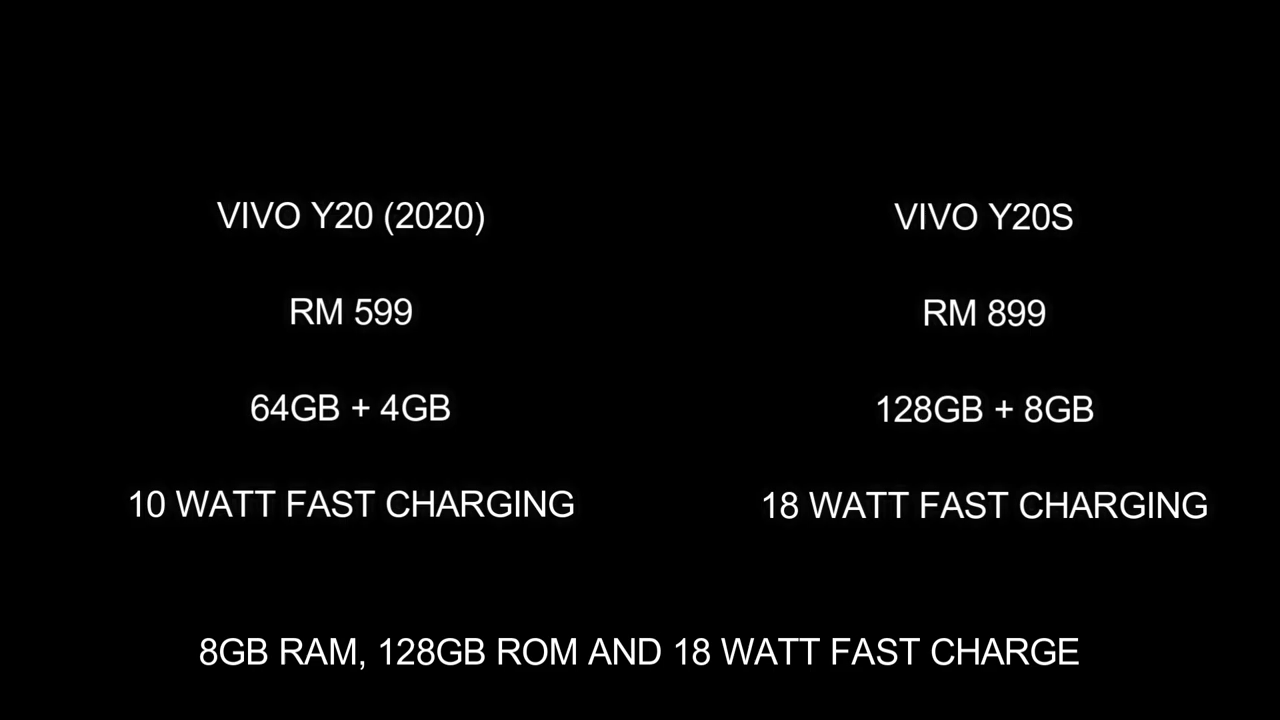 VIVO Y20 (2020)
RM 599
64GB + 4GB
10 WATT FAST CHARGING
VIVO Y20S
RM 899
128GB + 8GB
18 WATT FAST CHARGING
8GB RAM, 128GB ROM AND 18 WATT FAST CHARGE